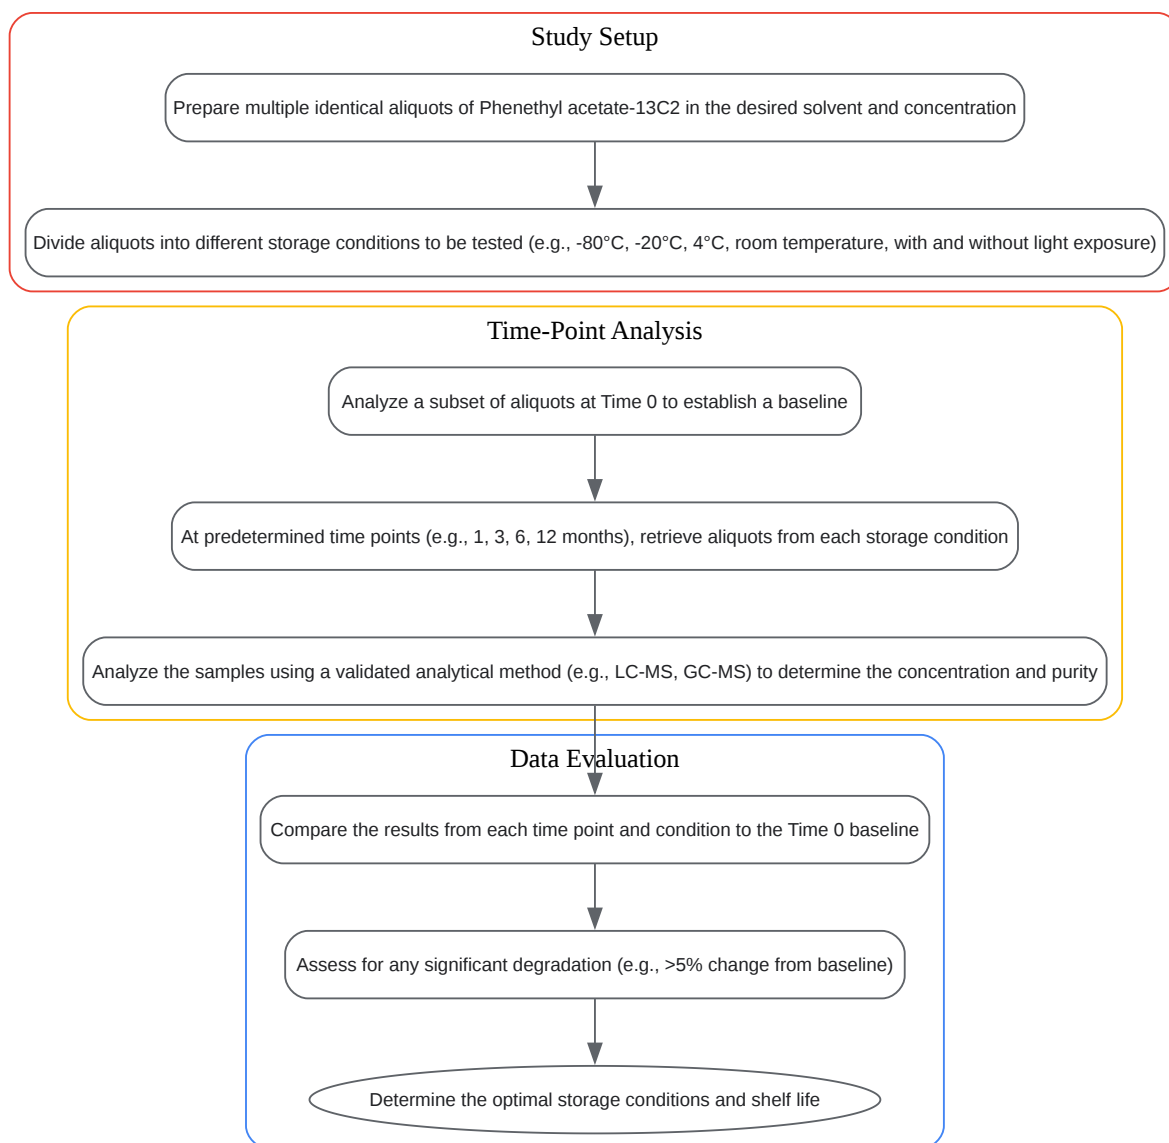 Study Setup
Prepare multiple identical aliquots of Phenethyl acetate-13C2 in the desired solvent and concentration
Divide aliquots into different storage conditions to be tested (e.g., -80°C, -20°C, 4°C, room temperature, with and without light exposure)
Time-Point Analysis
Analyze a subset of aliquots at Time 0 to establish a baseline
At predetermined time points (e.g., 1, 3, 6, 12 months), retrieve aliquots from each storage condition
Analyze the samples using a validated analytical method (e.g., LC-MS, GC-MS) to determine the concentration and purity
Data Evaluation
Compare the results from each time point and condition to the Time 0 baseline
Assess for any significant degradation (e.g., >5% change from baseline)
Determine the optimal storage conditions and shelf life